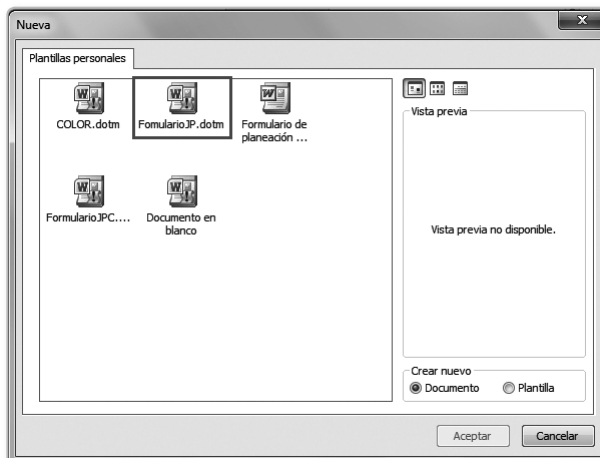 Nueva
Plantillas personales
COLOR.dotm
FomularioJP.dotm
Formulario de
planeación ...
FormularioJPC....
Documento en
blanco
Vista previa
Vista previa no disponible.
Crear nuevo
Documento
Plantilla
Aceptar
Cancelar